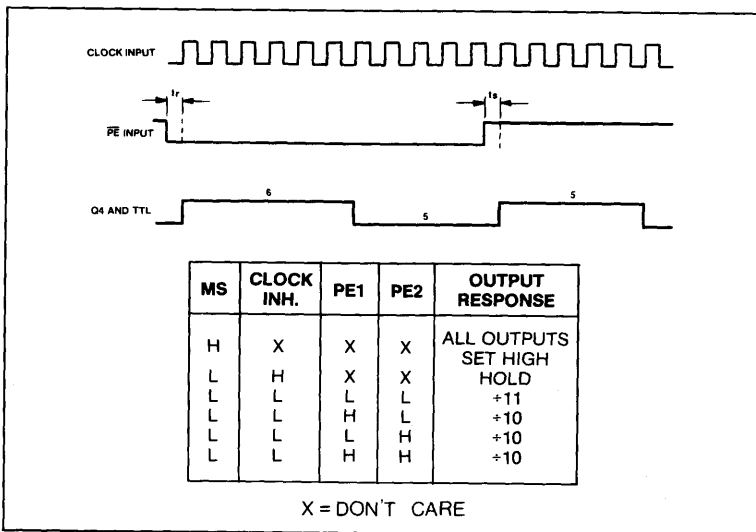 CLOCK INPUT
tr
ts
P̅E̅ INPUT
6
5
5
Q4 AND TTL
MS CLOCK INH. PE1 PE2 OUTPUT RESPONSE
H X X X ALL OUTPUTS SET HIGH
L H X X HOLD
L L L L ÷11
L L H L ÷10
L L L H ÷10
L L H H ÷10
X = DON'T CARE